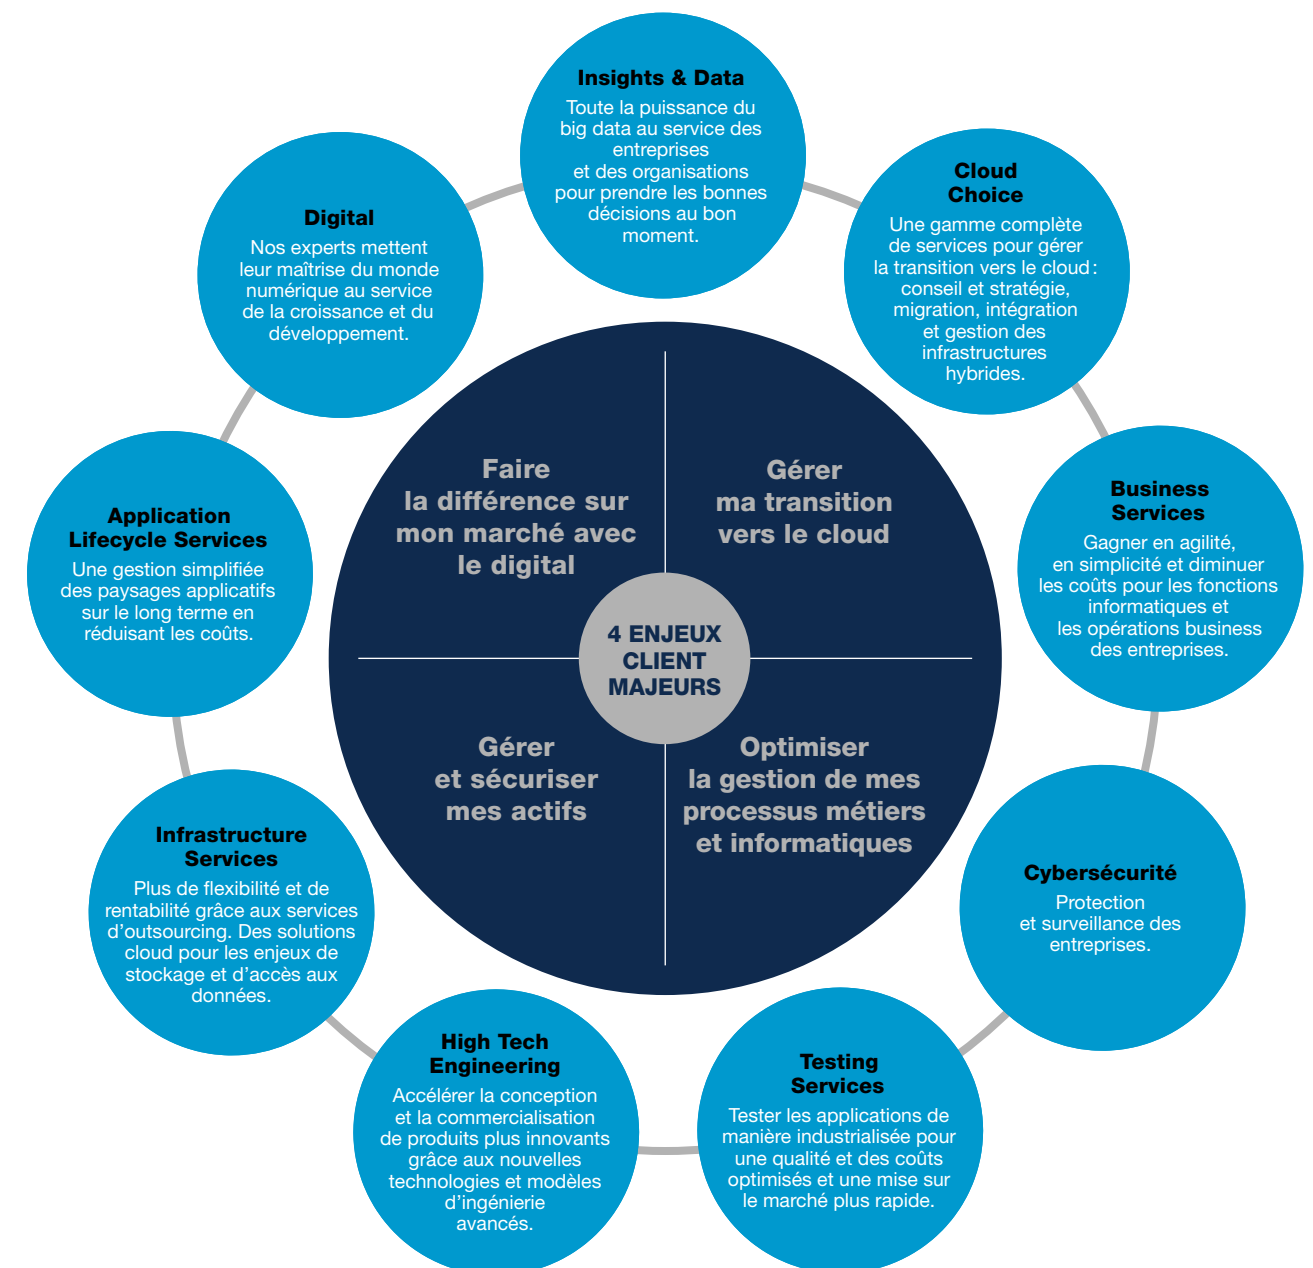 Insights & Data
Toute la puissance du
big data au service des
entreprises
et des organisations
pour prendre les bonnes
décisions au bon
moment.
Cloud
Choice
Une gamme complète
de services pour gérer
la transition vers le cloud :
conseil et stratégie,
migration, intégration
et gestion des
infrastructures
hybrides.
Business
Services
Gagner en agilité,
en simplicité et diminuer
les coûts pour les fonctions
informatiques et
les opérations business
des entreprises.
Cybersécurité
Protection
et surveillance des
entreprises.
Testing
Services
Tester les applications de
manière industrialisée pour
une qualité et des coûts
optimisés et une mise sur
le marché plus rapide.
High Tech
Engineering
Accélérer la conception
et la commercialisation
de produits plus innovants
grâce aux nouvelles
technologies et modèles
d’ingénierie
avancés.
Infrastructure
Services
Plus de flexibilité et de
rentabilité grâce aux services
d’outsourcing. Des solutions
cloud pour les enjeux de
stockage et d’accès aux
données.
Application
Lifecycle Services
Une gestion simplifiée
des paysages applicatifs
sur le long terme en
réduisant les coûts.
Digital
Nos experts mettent
leur maîtrise du monde
numérique au service
de la croissance et du
développement.
Faire
la différence sur
mon marché avec
le digital
Gérer
ma transition
vers le cloud
4 ENJEUX
CLIENT
MAJEURS
Gérer
et sécuriser
mes actifs
Optimiser
la gestion de mes
processus métiers
et informatiques